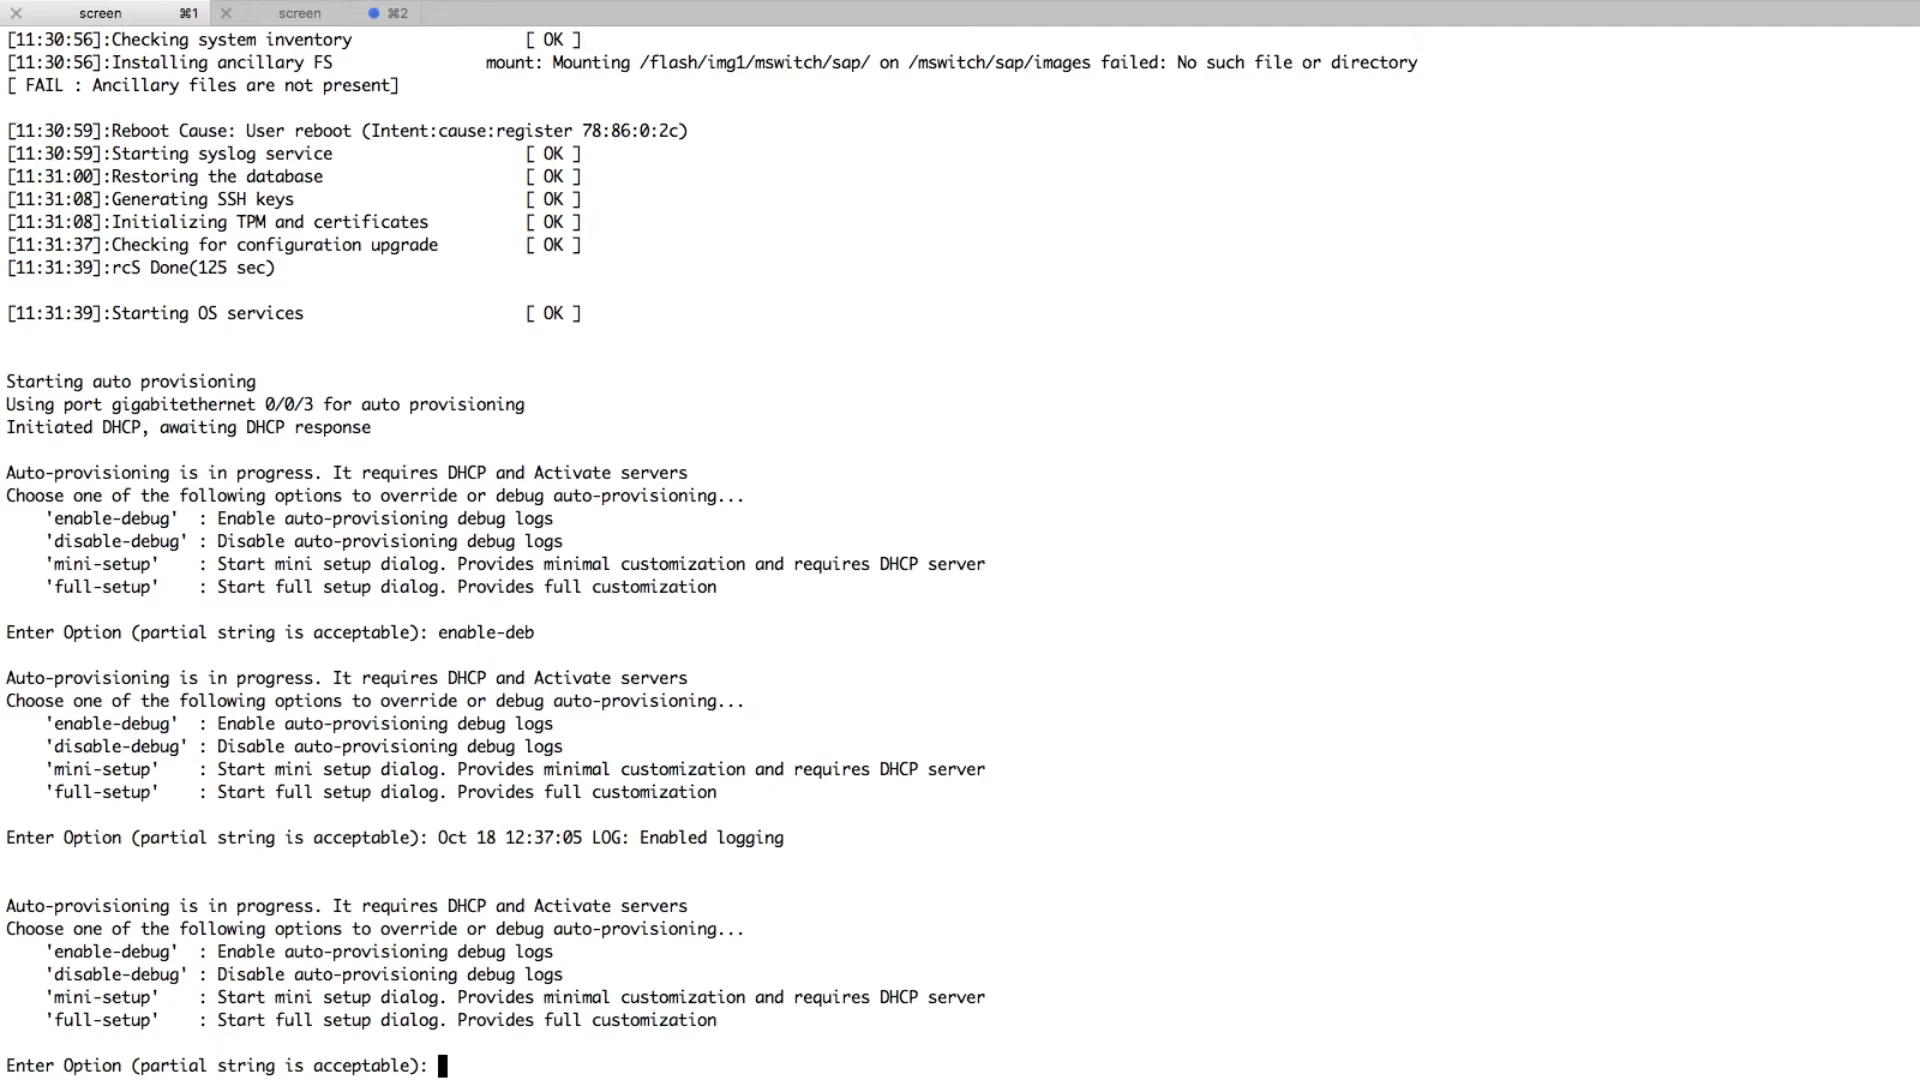 screen ⌘1 screen ⌘2
[11:30:56]:Checking system inventory [ OK ]
[11:30:56]:Installing ancillary FS mount: Mounting /flash/img1/mswitch/sap/ on /mswitch/sap/images failed: No such file or directory
[ FAIL : Ancillary files are not present]
[11:30:59]:Reboot Cause: User reboot (Intent:cause:register 78:86:0:2c)
[11:30:59]:Starting syslog service [ OK ]
[11:31:00]:Restoring the database [ OK ]
[11:31:08]:Generating SSH keys [ OK ]
[11:31:08]:Initializing TPM and certificates [ OK ]
[11:31:37]:Checking for configuration upgrade [ OK ]
[11:31:39]:rcS Done(125 sec)
[11:31:39]:Starting OS services [ OK ]
Starting auto provisioning
Using port gigabitethernet 0/0/3 for auto provisioning
Initiated DHCP, awaiting DHCP response
Auto-provisioning is in progress. It requires DHCP and Activate servers
Choose one of the following options to override or debug auto-provisioning...
'enable-debug' : Enable auto-provisioning debug logs
'disable-debug' : Disable auto-provisioning debug logs
'mini-setup' : Start mini setup dialog. Provides minimal customization and requires DHCP server
'full-setup' : Start full setup dialog. Provides full customization
Enter Option (partial string is acceptable): enable-deb
Auto-provisioning is in progress. It requires DHCP and Activate servers
Choose one of the following options to override or debug auto-provisioning...
'enable-debug' : Enable auto-provisioning debug logs
'disable-debug' : Disable auto-provisioning debug logs
'mini-setup' : Start mini setup dialog. Provides minimal customization and requires DHCP server
'full-setup' : Start full setup dialog. Provides full customization
Enter Option (partial string is acceptable): Oct 18 12:37:05 LOG: Enabled logging
Auto-provisioning is in progress. It requires DHCP and Activate servers
Choose one of the following options to override or debug auto-provisioning...
'enable-debug' : Enable auto-provisioning debug logs
'disable-debug' : Disable auto-provisioning debug logs
'mini-setup' : Start mini setup dialog. Provides minimal customization and requires DHCP server
'full-setup' : Start full setup dialog. Provides full customization
Enter Option (partial string is acceptable):